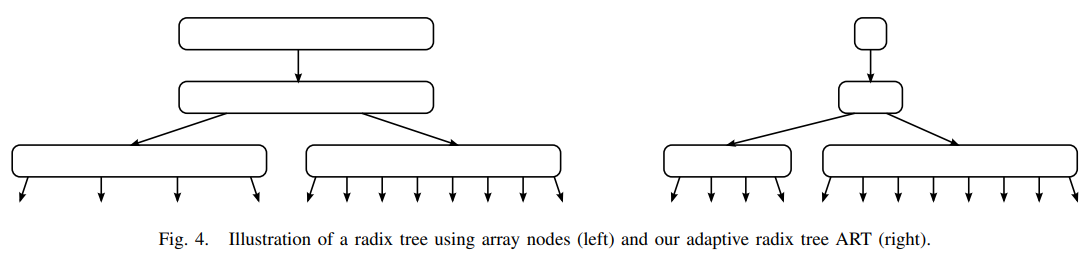 Fig. 4. Illustration of a radix tree using array nodes (left) and our adaptive radix tree ART (right).